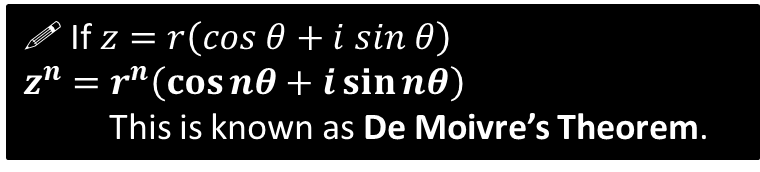 If z = r(cos θ + i sin θ)
zⁿ = rⁿ(cos nθ + i sin nθ)
This is known as De Moivre's Theorem.